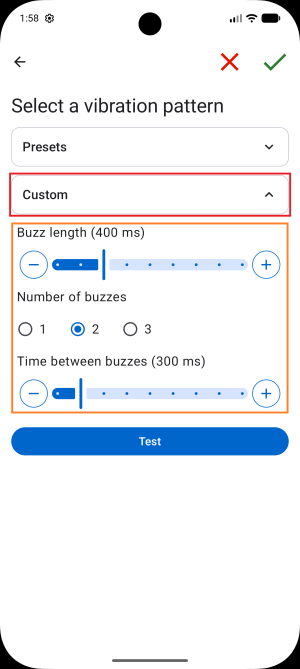 1:58
Select a vibration pattern
Presets
Custom
Buzz length (400 ms)
Number of buzzes
1 2 3
Time between buzzes (300 ms)
Test